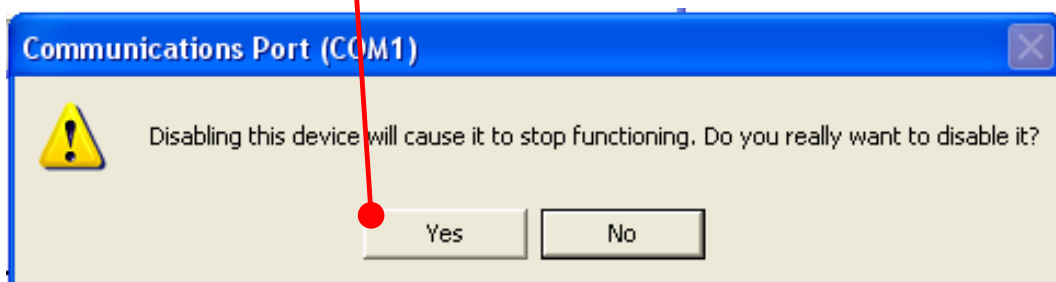 Communications Port (COM1)
Disabling this device will cause it to stop functioning. Do you really want to disable it?
Yes
No